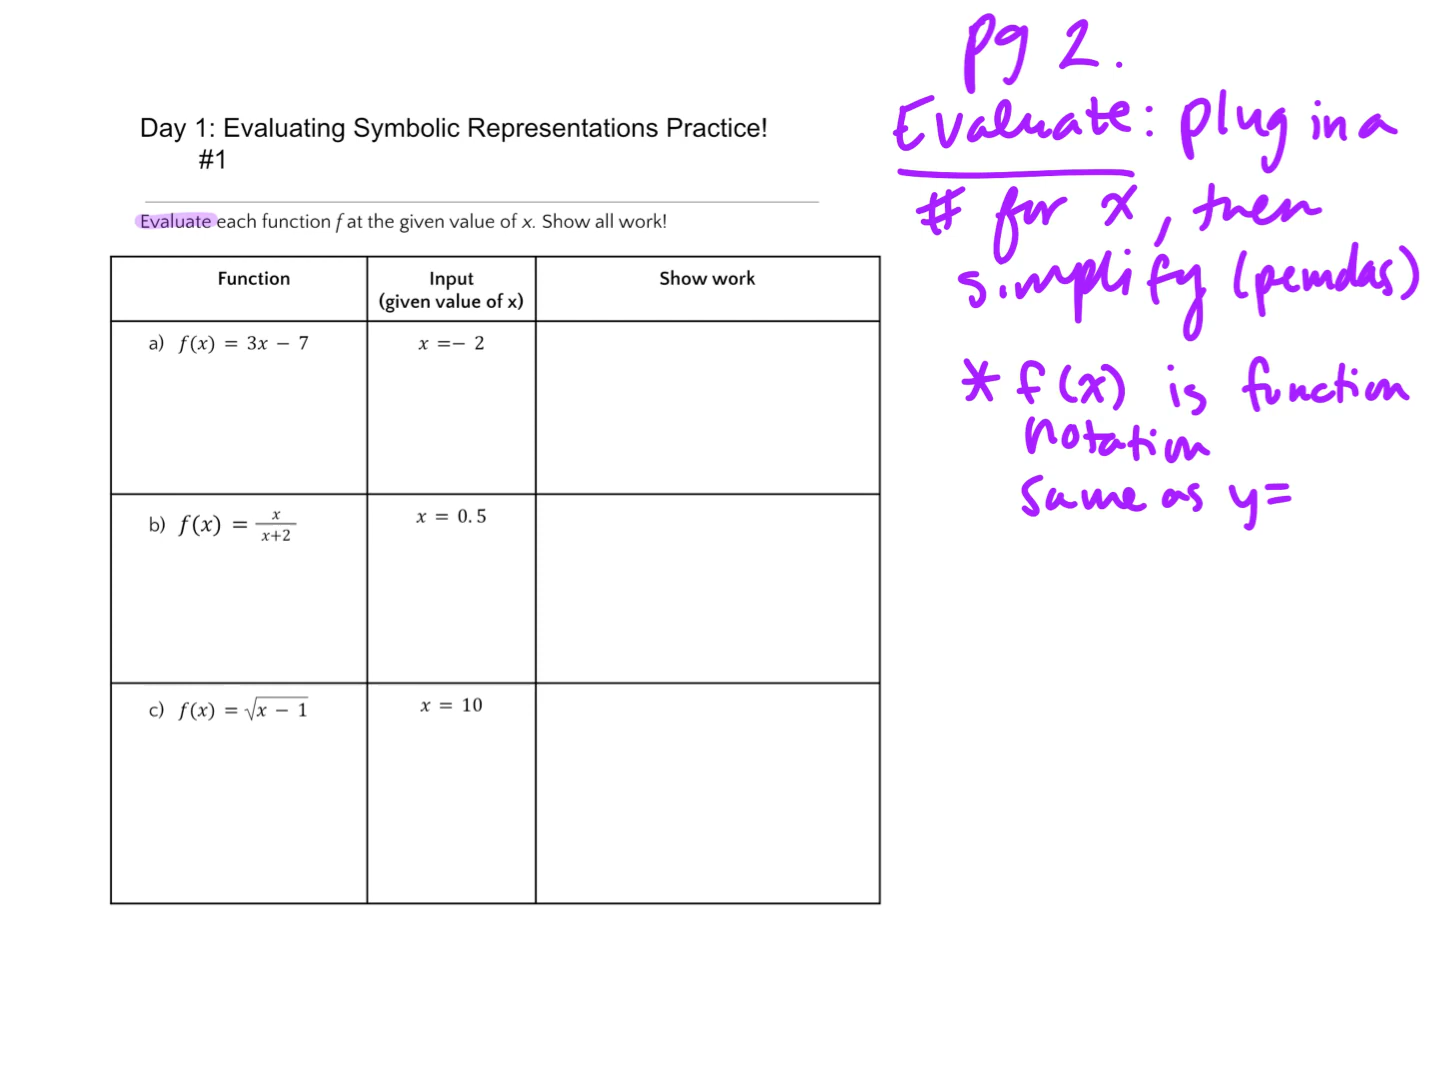 pg 2.
Evaluate: plug in a
# for x, then
simplify (pemdas)
* f(x) is function
notation
same as y=
Day 1: Evaluating Symbolic Representations Practice!
#1
Evaluate each function f at the given value of x. Show all work!
Function
Input
(given value of x)
Show work
a) f(x) = 3x − 7
x =− 2
b) f(x) = x/(x+2)
x = 0.5
c) f(x) = √(x − 1)
x = 10